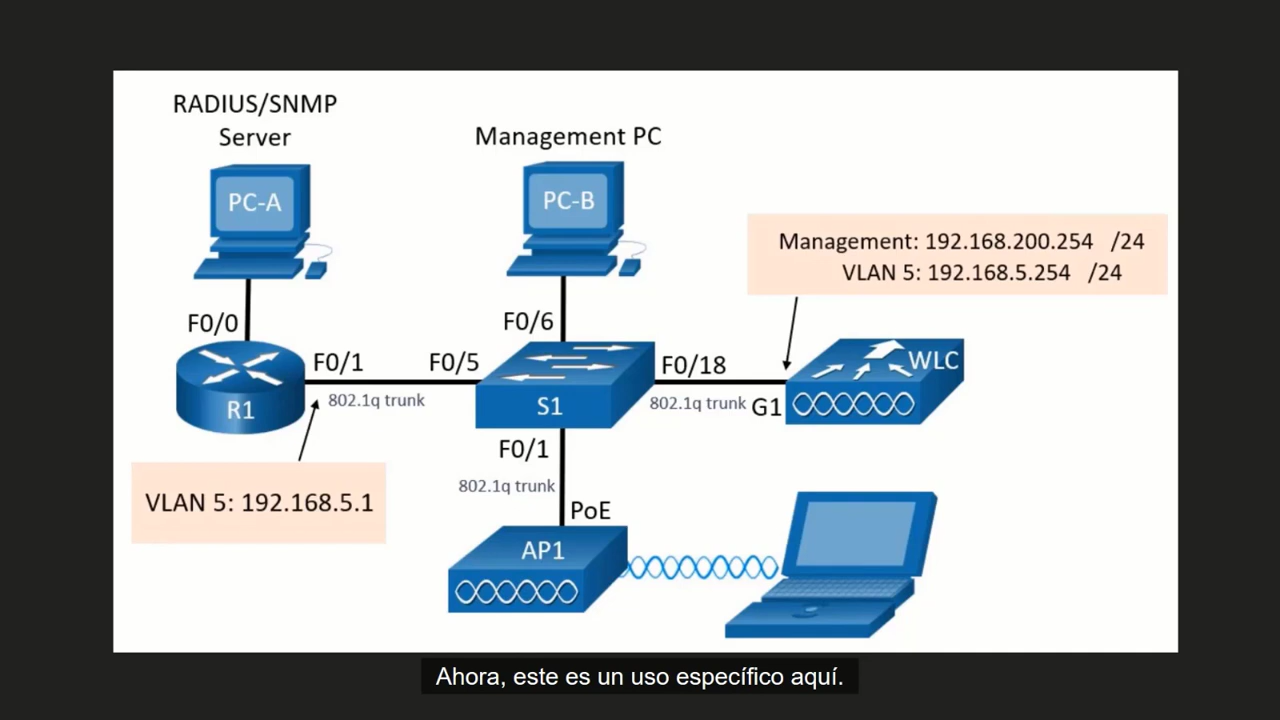 RADIUS/SNMP
Server
Management PC
PC-A
PC-B
Management: 192.168.200.254 /24
VLAN 5: 192.168.5.254 /24
F0/0
F0/6
F0/1
F0/5
F0/18
WLC
802.1q trunk
802.1q trunk
G1
R1
S1
F0/1
802.1q trunk
VLAN 5: 192.168.5.1
PoE
AP1
Ahora, este es un uso específico aquí.